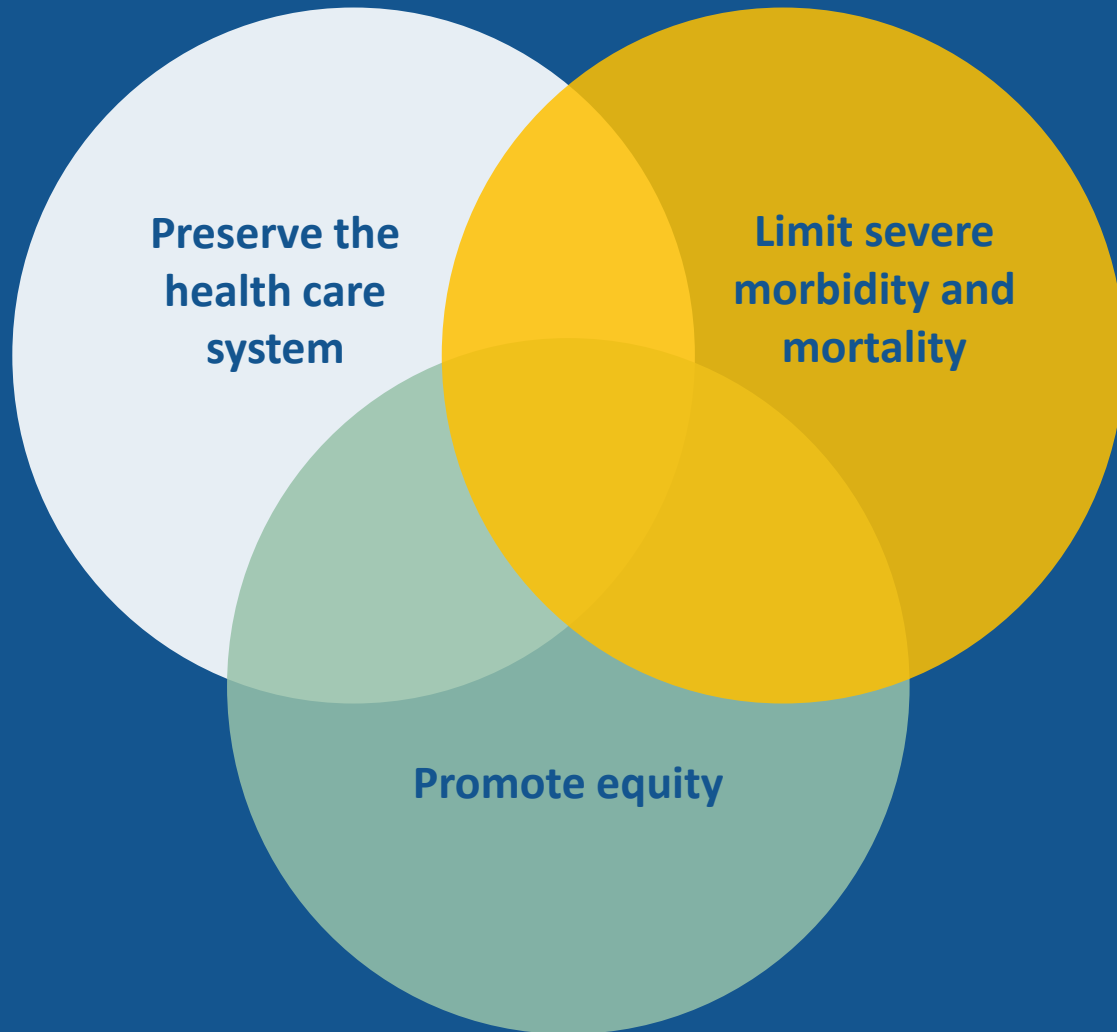 Preserve the
health care
system
Limit severe
morbidity and
mortality
Promote equity